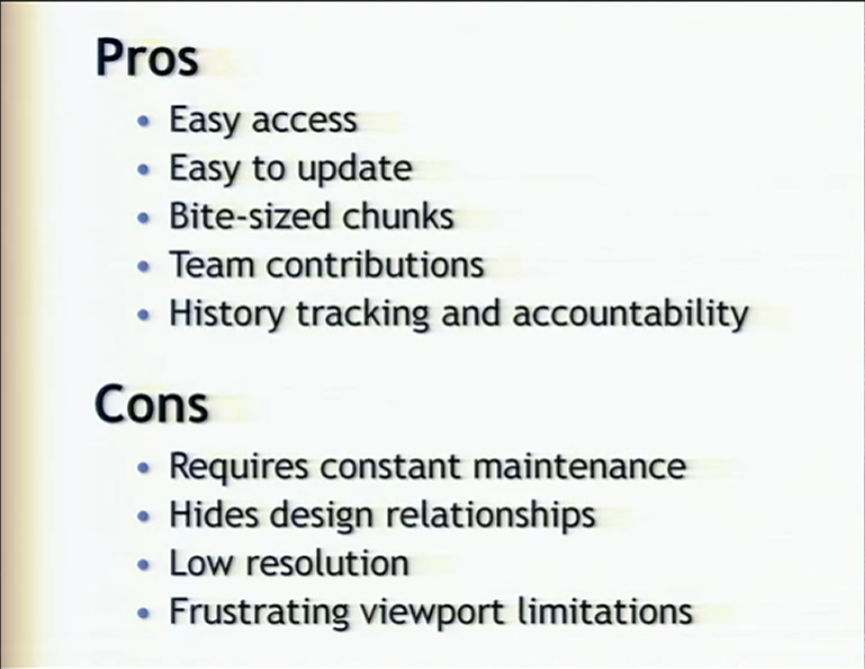 Pros
• Easy access
• Easy to update
• Bite-sized chunks
• Team contributions
• History tracking and accountability
Cons
• Requires constant maintenance
• Hides design relationships
• Low resolution
• Frustrating viewport limitations